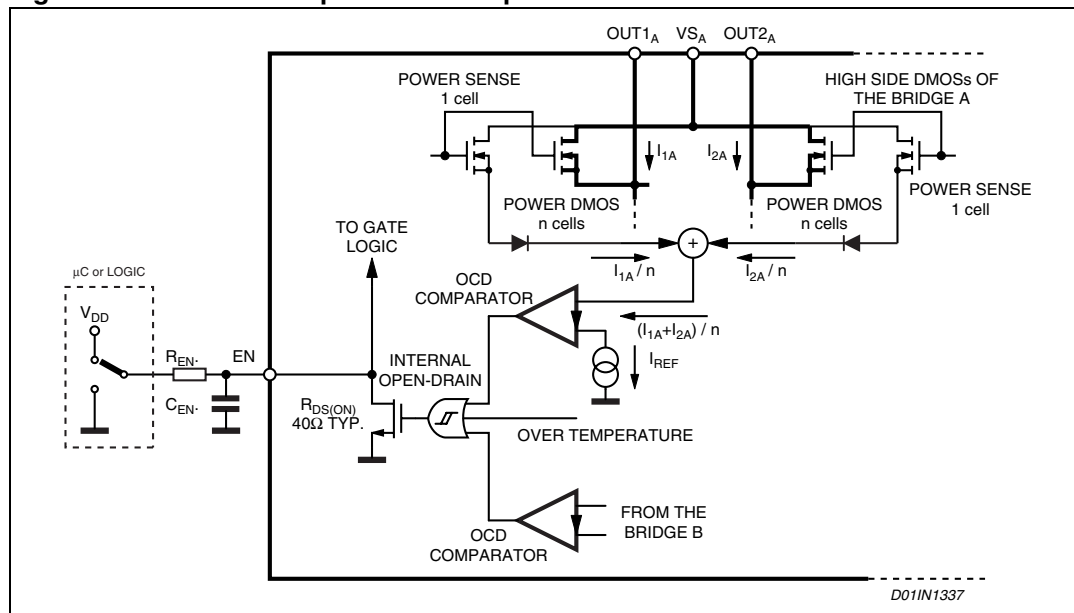 OUT1A VSA OUT2A
POWER SENSE
1 cell
HIGH SIDE DMOSs OF
THE BRIDGE A
I1A
I2A
POWER DMOS
n cells
POWER DMOS
n cells
POWER SENSE
1 cell
TO GATE
LOGIC
+
I1A / n
I2A / n
OCD
COMPARATOR
(I1A+I2A) / n
IREF
μC or LOGIC
VDD
REN.
EN
CEN.
INTERNAL
OPEN-DRAIN
RDS(ON)
40Ω TYP.
OVER TEMPERATURE
OCD
COMPARATOR
FROM THE
BRIDGE B
D01IN1337